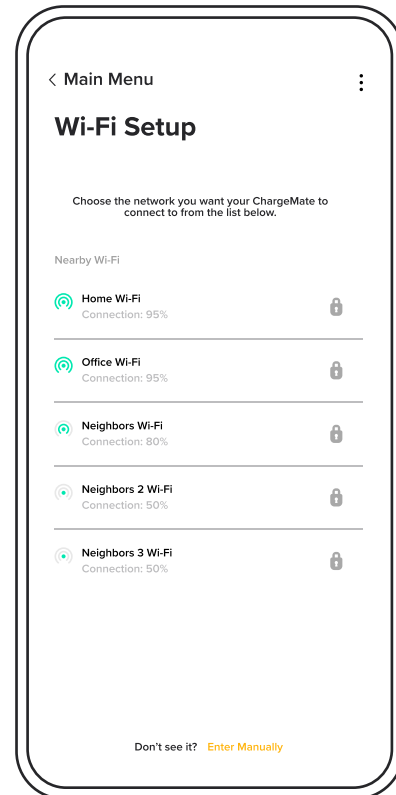 Main Menu
Wi-Fi Setup
Choose the network you want your ChargeMate to
connect to from the list below.
Nearby Wi-Fi
Home Wi-Fi
Connection: 95%
Office Wi-Fi
Connection: 95%
Neighbors Wi-Fi
Connection: 80%
Neighbors 2 Wi-Fi
Connection: 50%
Neighbors 3 Wi-Fi
Connection: 50%
Don’t see it? Enter Manually